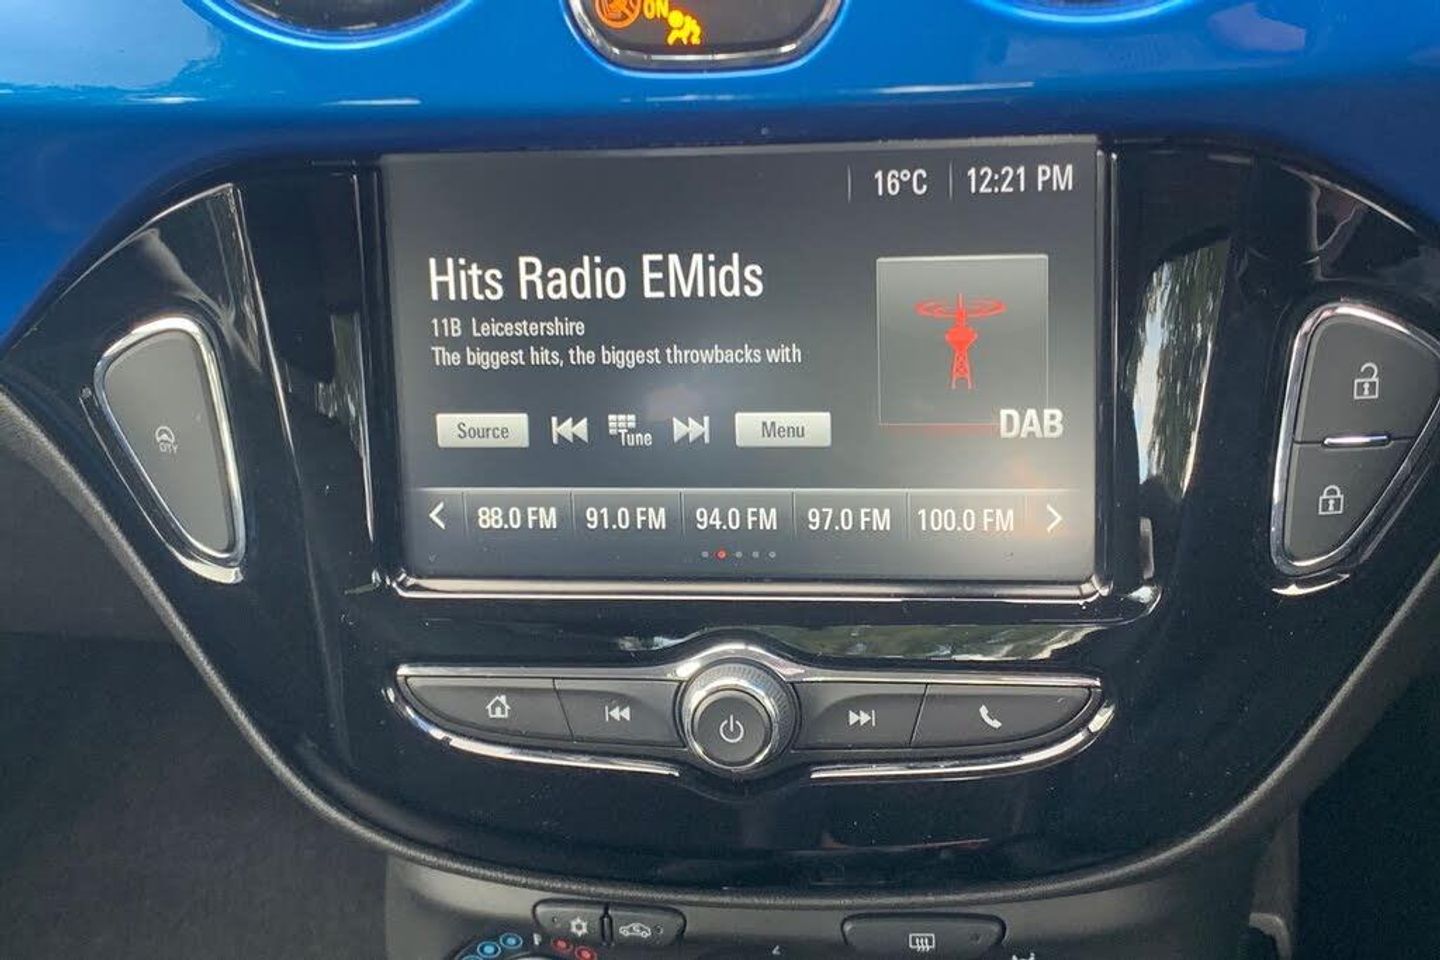 ON
16°C 12:21 PM
Hits Radio EMids
11B Leicestershire
The biggest hits, the biggest throwbacks with
Source Tune Menu
DAB
88.0 FM 91.0 FM 94.0 FM 97.0 FM 100.0 FM
CITY